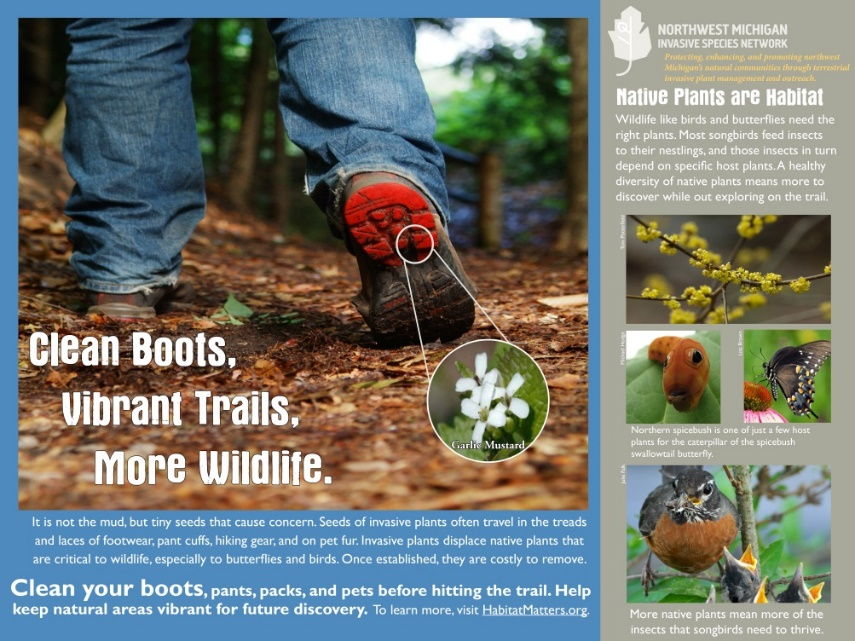 Clean Boots,
Vibrant Trails,
More Wildlife.
Garlic Mustard
It is not the mud, but tiny seeds that cause concern. Seeds of invasive plants often travel in the treads
and laces of footwear, pant cuffs, hiking gear, and on pet fur. Invasive plants displace native plants that
are critical to wildlife, especially to butterflies and birds. Once established, they are costly to remove.
Clean your boots, pants, packs, and pets before hitting the trail. Help
keep natural areas vibrant for future discovery. To learn more, visit HabitatMatters.org.
NORTHWEST MICHIGAN
INVASIVE SPECIES NETWORK
Protecting, enhancing, and promoting northwest
Michigan's natural communities through terrestrial
invasive plant management and outreach.
Native Plants are Habitat
Wildlife like birds and butterflies need the
right plants. Most songbirds feed insects
to their nestlings, and those insects in turn
depend on specific host plants. A healthy
diversity of native plants means more to
discover while out exploring on the trail.
Northern spicebush is one of just a few host
plants for the caterpillar of the spicebush
swallowtail butterfly.
More native plants mean more of the
insects that songbirds need to thrive.